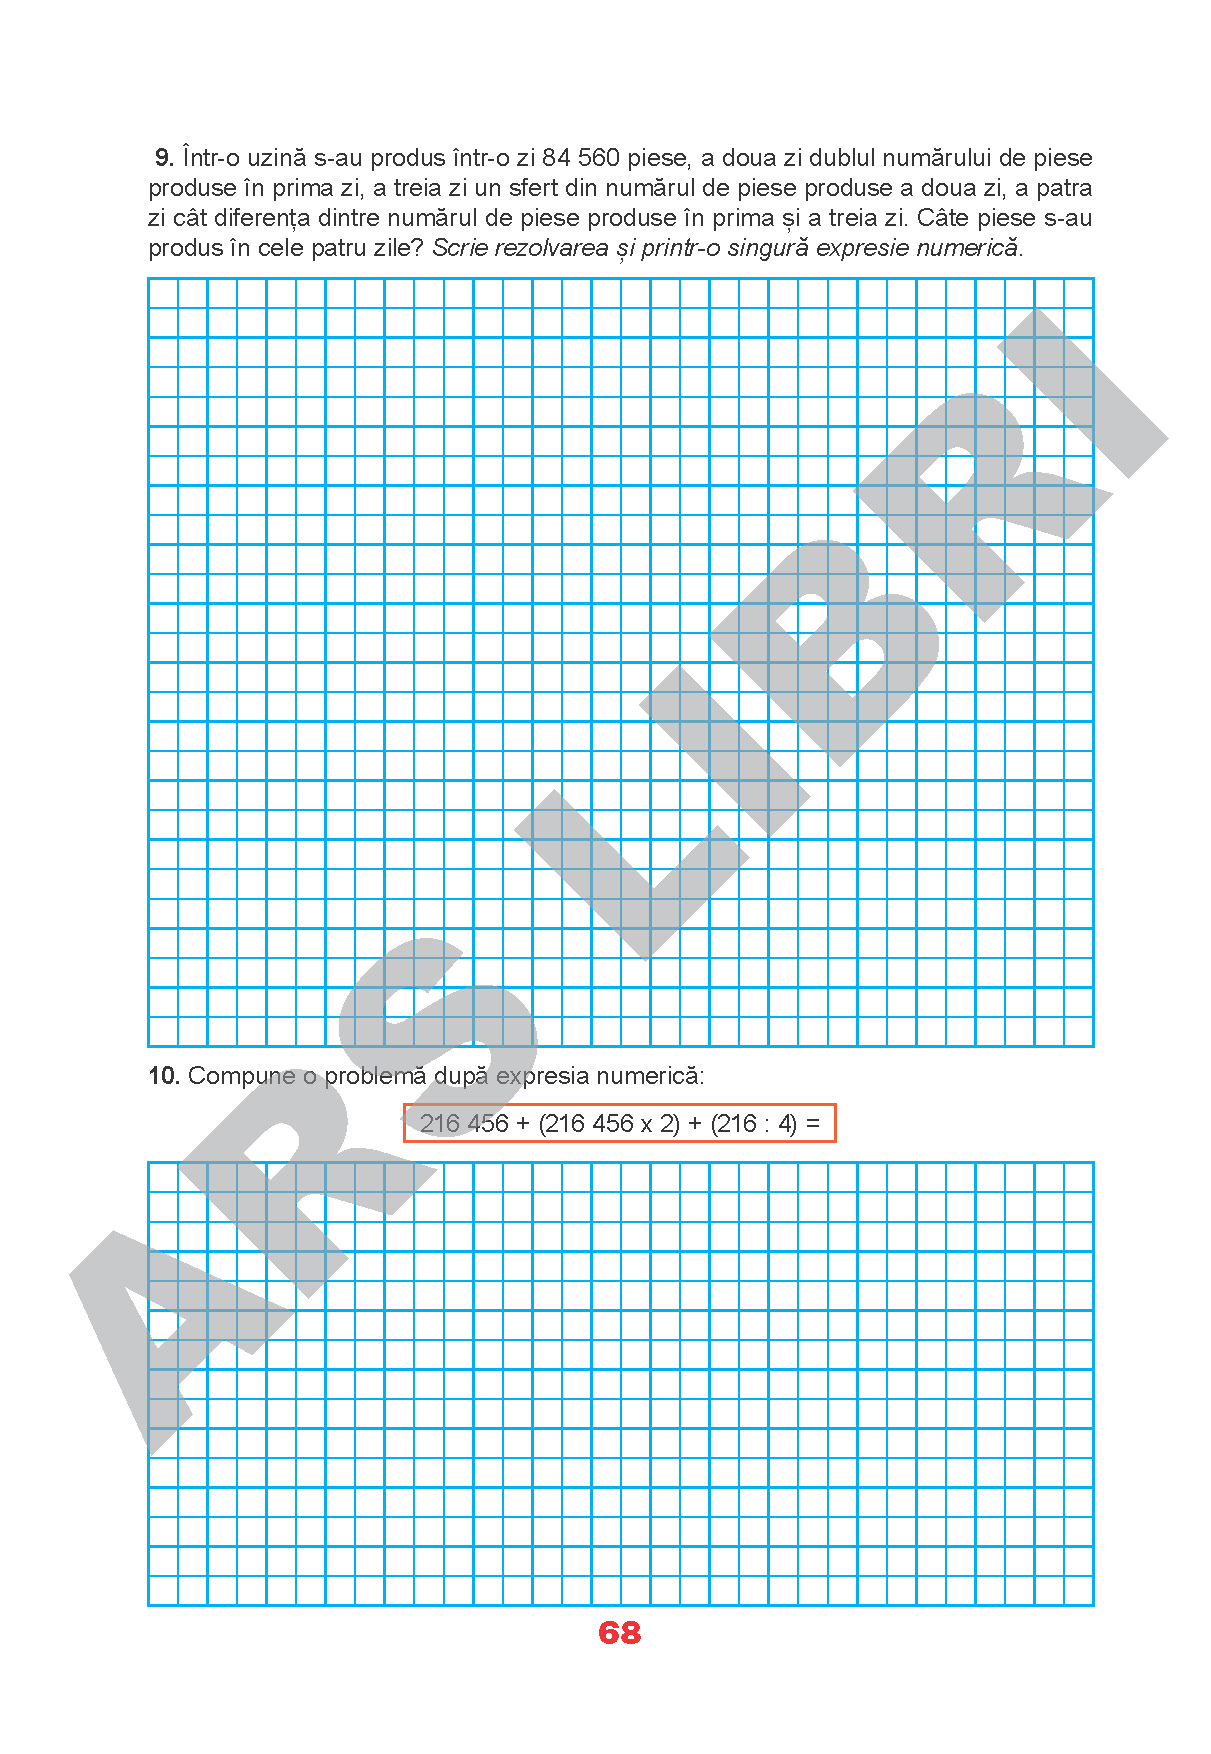 9. Într-o uzină s-au produs într-o zi 84 560 piese, a doua zi dublul numărului de piese
produse în prima zi, a treia zi un sfert din numărul de piese produse a doua zi, a patra
zi cât diferența dintre numărul de piese produse în prima și a treia zi. Câte piese s-au
produs în cele patru zile? Scrie rezolvarea și printr-o singură expresie numerică.
ARS LIBRI
10. Compune o problemă după expresia numerică:
216 456 + (216 456 x 2) + (216 : 4) =
68